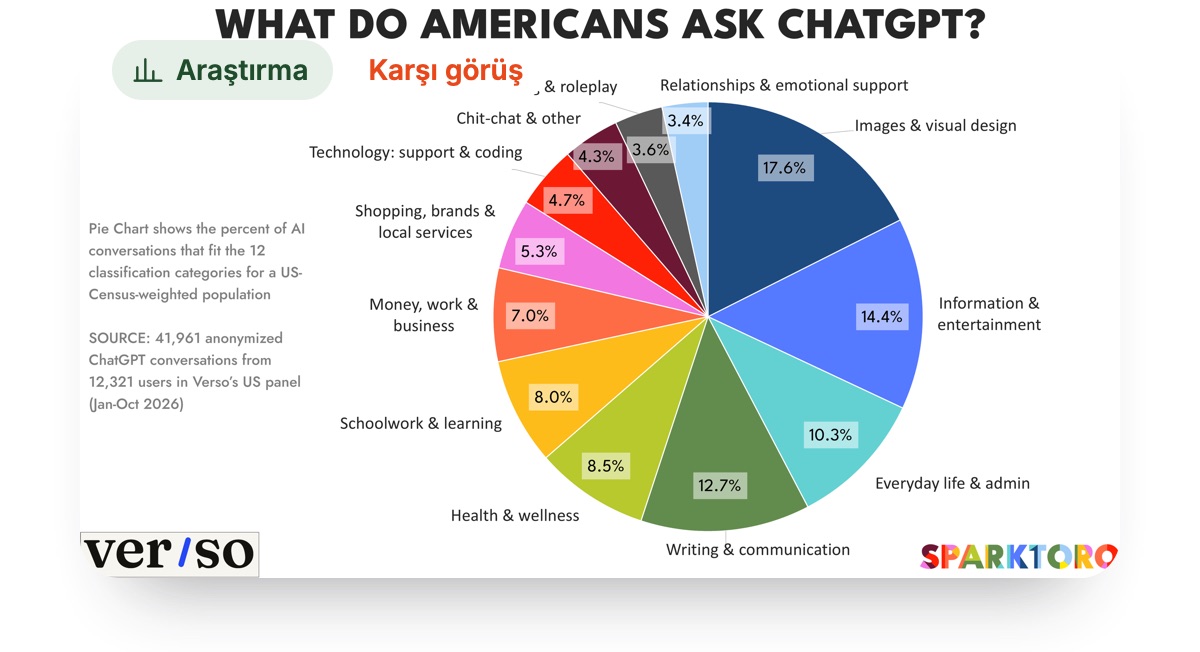 WHAT DO AMERICANS ASK CHATGPT?
Araştırma
Karşı görüş
& roleplay
Relationships & emotional support
Chit-chat & other
Images & visual design
Technology: support & coding
3.4%
3.6%
4.3%
17.6%
4.7%
Shopping, brands &
local services
5.3%
Pie Chart shows the percent of AI
conversations that fit the 12
classification categories for a US-
Census-weighted population
Money, work &
business
7.0%
14.4%
Information &
entertainment
SOURCE: 41,961 anonymized
ChatGPT conversations from
12,321 users in Verso's US panel
(Jan-Oct 2026)
8.0%
Schoolwork & learning
10.3%
8.5%
12.7%
Everyday life & admin
Health & wellness
Writing & communication
ver/so
SPARKTORO